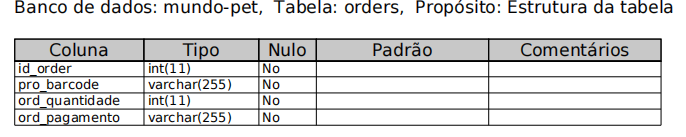 Banco de dados: mundo-pet,  Tabela: orders,  Propósito: Estrutura da tabela
Coluna Tipo Nulo Padrão Comentários
id_order int(11) No
pro_barcode varchar(255) No
ord_quantidade int(11) No
ord_pagamento varchar(255) No